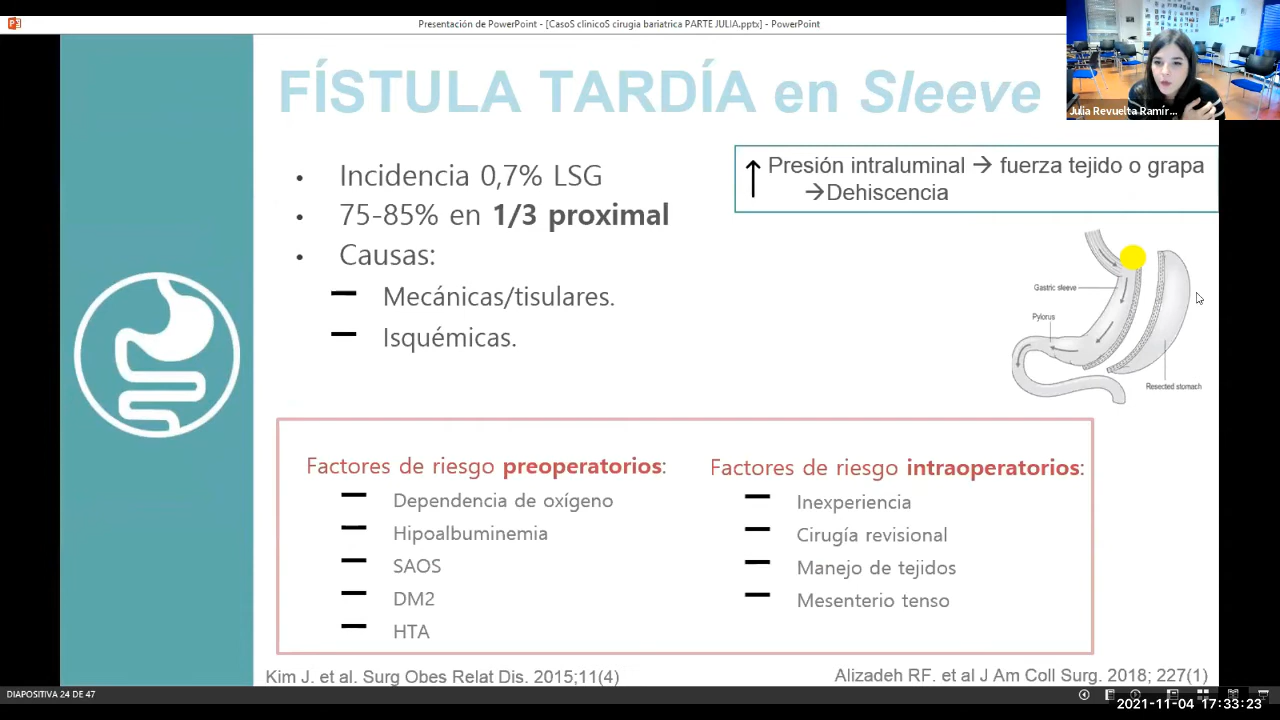 Presentación de PowerPoint - [CasoS clinicoS cirugia bariatrica PARTE JULIA.pptx] - PowerPoint
FÍSTULA TARDÍA en Sleeve
Julia Revuelta Ramír...
• Incidencia 0,7% LSG
• 75-85% en 1/3 proximal
• Causas:
– Mecánicas/tisulares.
– Isquémicas.
↑ Presión intraluminal → fuerza tejido o grapa
→Dehiscencia
Gastric sleeve
Pylorus
Resected stomach
Factores de riesgo preoperatorios:
– Dependencia de oxígeno
– Hipoalbuminemia
– SAOS
– DM2
– HTA
Factores de riesgo intraoperatorios:
– Inexperiencia
– Cirugía revisional
– Manejo de tejidos
– Mesenterio tenso
Kim J. et al. Surg Obes Relat Dis. 2015;11(4)
Alizadeh RF. et al J Am Coll Surg. 2018; 227(1)
DIAPOSITIVA 24 DE 47
2021-11-04 17:33:23